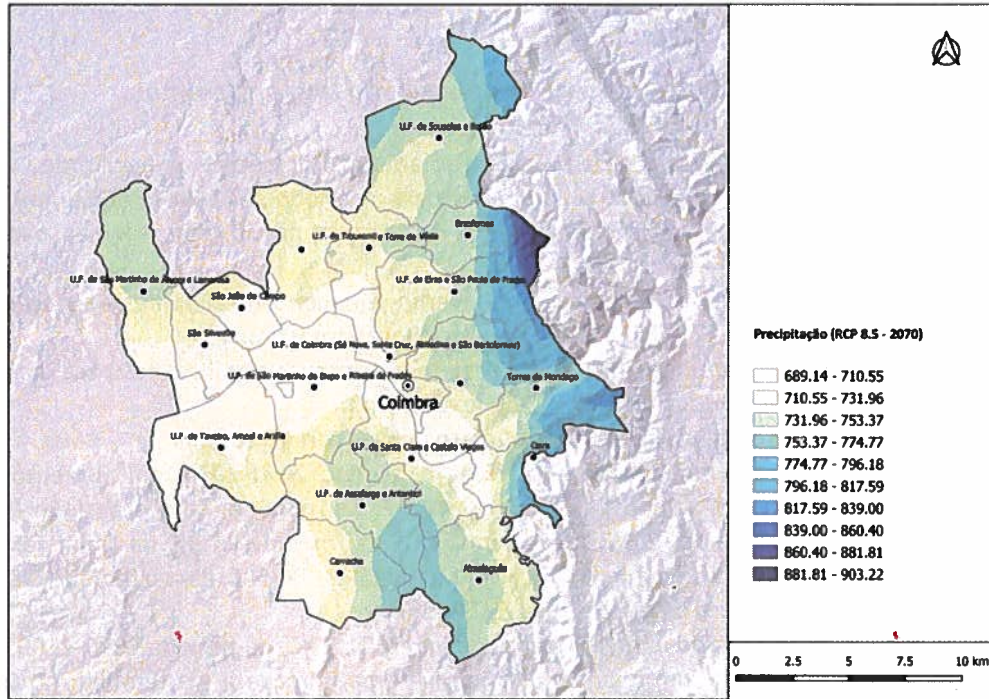 U.F. de Souselas e Botão
Brasfemes
U.F. de Trouxemil e Torre de Vilela
U.F. de São Martinho de Árvore e Lamarosa
U.F. de Eiras e São Paulo de Frades
São João do Campo
São Silvestre
U.F. de Coimbra (Sé Nova, Santa Cruz, Almedina e São Bartolomeu)
U.F. de São Martinho do Bispo e Ribeira de Frades
Torres do Mondego
Coimbra
U.F. de Taveiro, Ameal e Arzila
U.F. de Santa Clara e Castelo Viegas
Ceira
U.F. de Assafarge e Antanhol
Cernache
Almalaguês
Precipitação (RCP 8.5 - 2070)
689.14 - 710.55
710.55 - 731.96
731.96 - 753.37
753.37 - 774.77
774.77 - 796.18
796.18 - 817.59
817.59 - 839.00
839.00 - 860.40
860.40 - 881.81
881.81 - 903.22
0 2.5 5 7.5 10 km